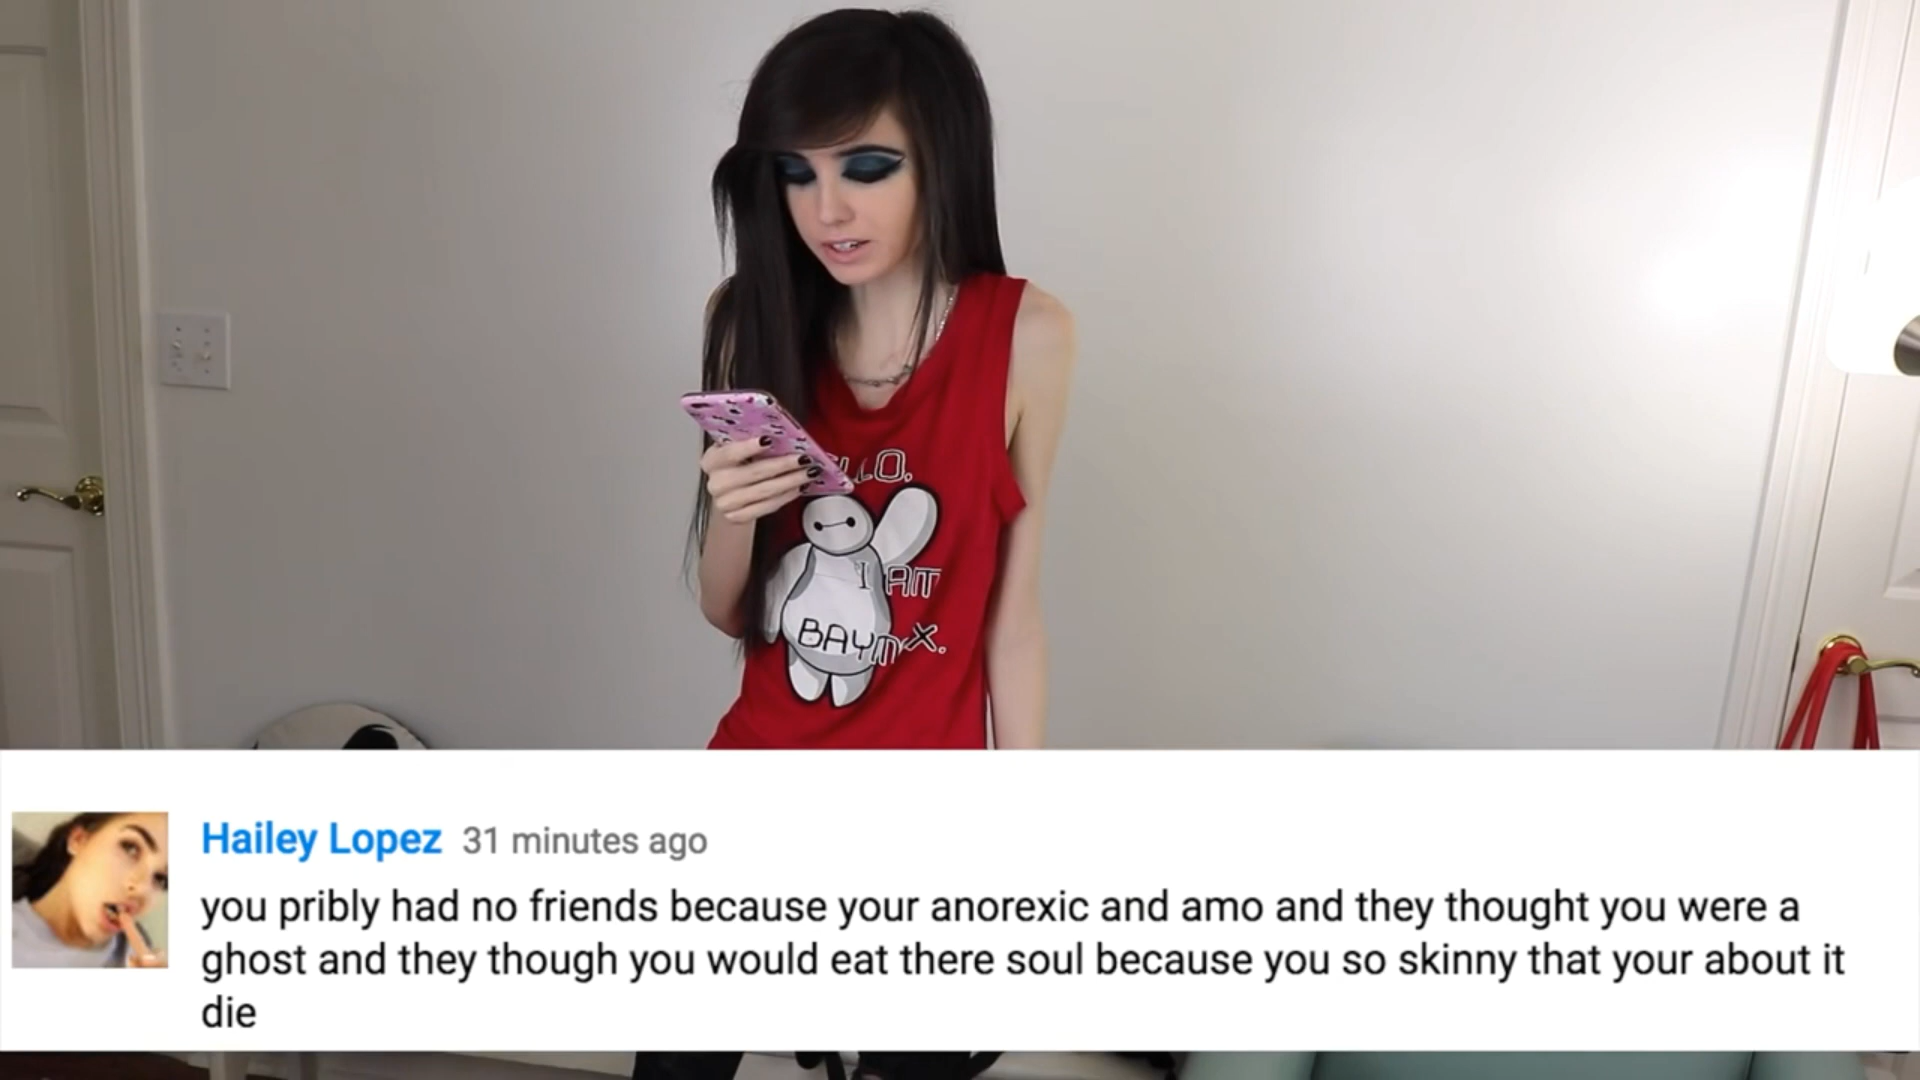 LLO.
I AM
BAYMAX.
Hailey Lopez 31 minutes ago
you pribly had no friends because your anorexic and amo and they thought you were a
ghost and they though you would eat there soul because you so skinny that your about it
die